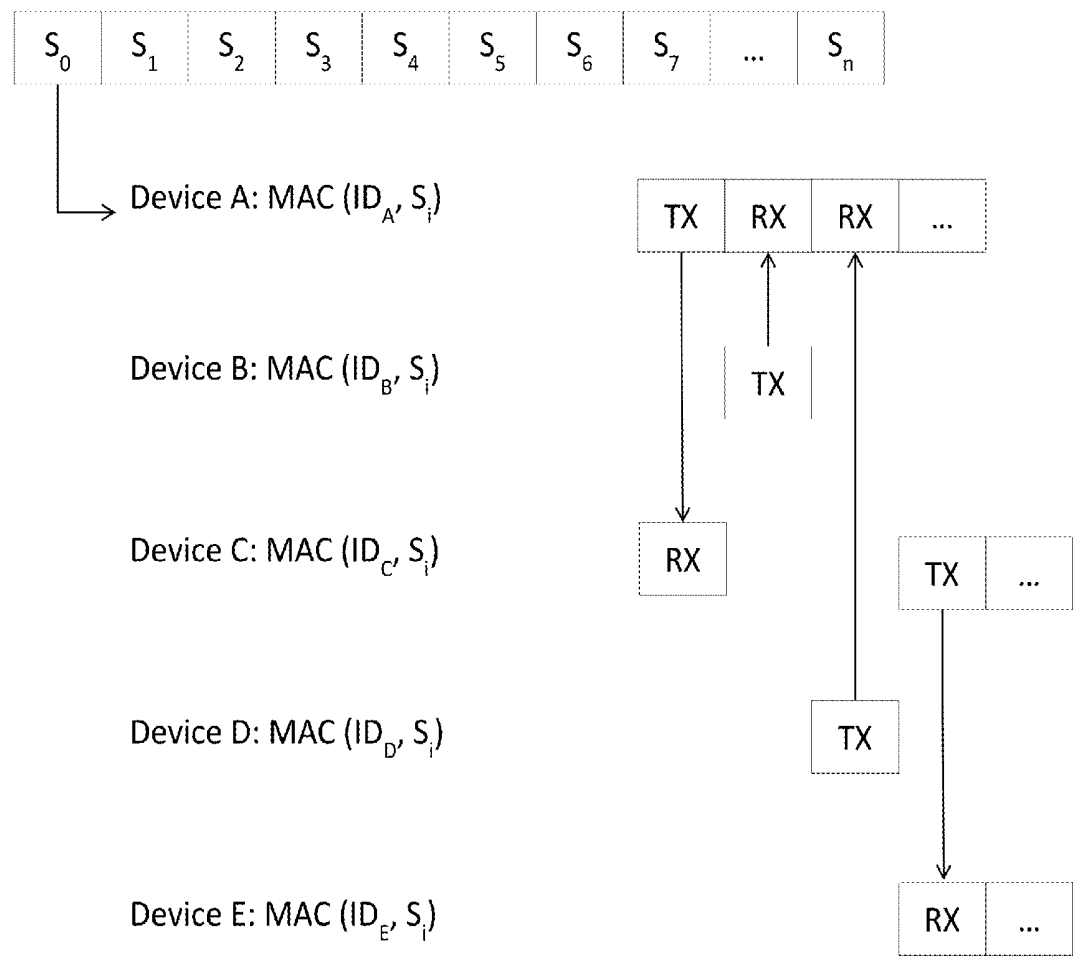 S0 S1 S2 S3 S4 S5 S6 S7 ... Sn
Device A: MAC (IDA, Si) TX RX RX ...
Device B: MAC (IDB, Si) TX
Device C: MAC (IDC, Si) RX TX ...
Device D: MAC (IDD, Si) TX
Device E: MAC (IDE, Si) RX ...